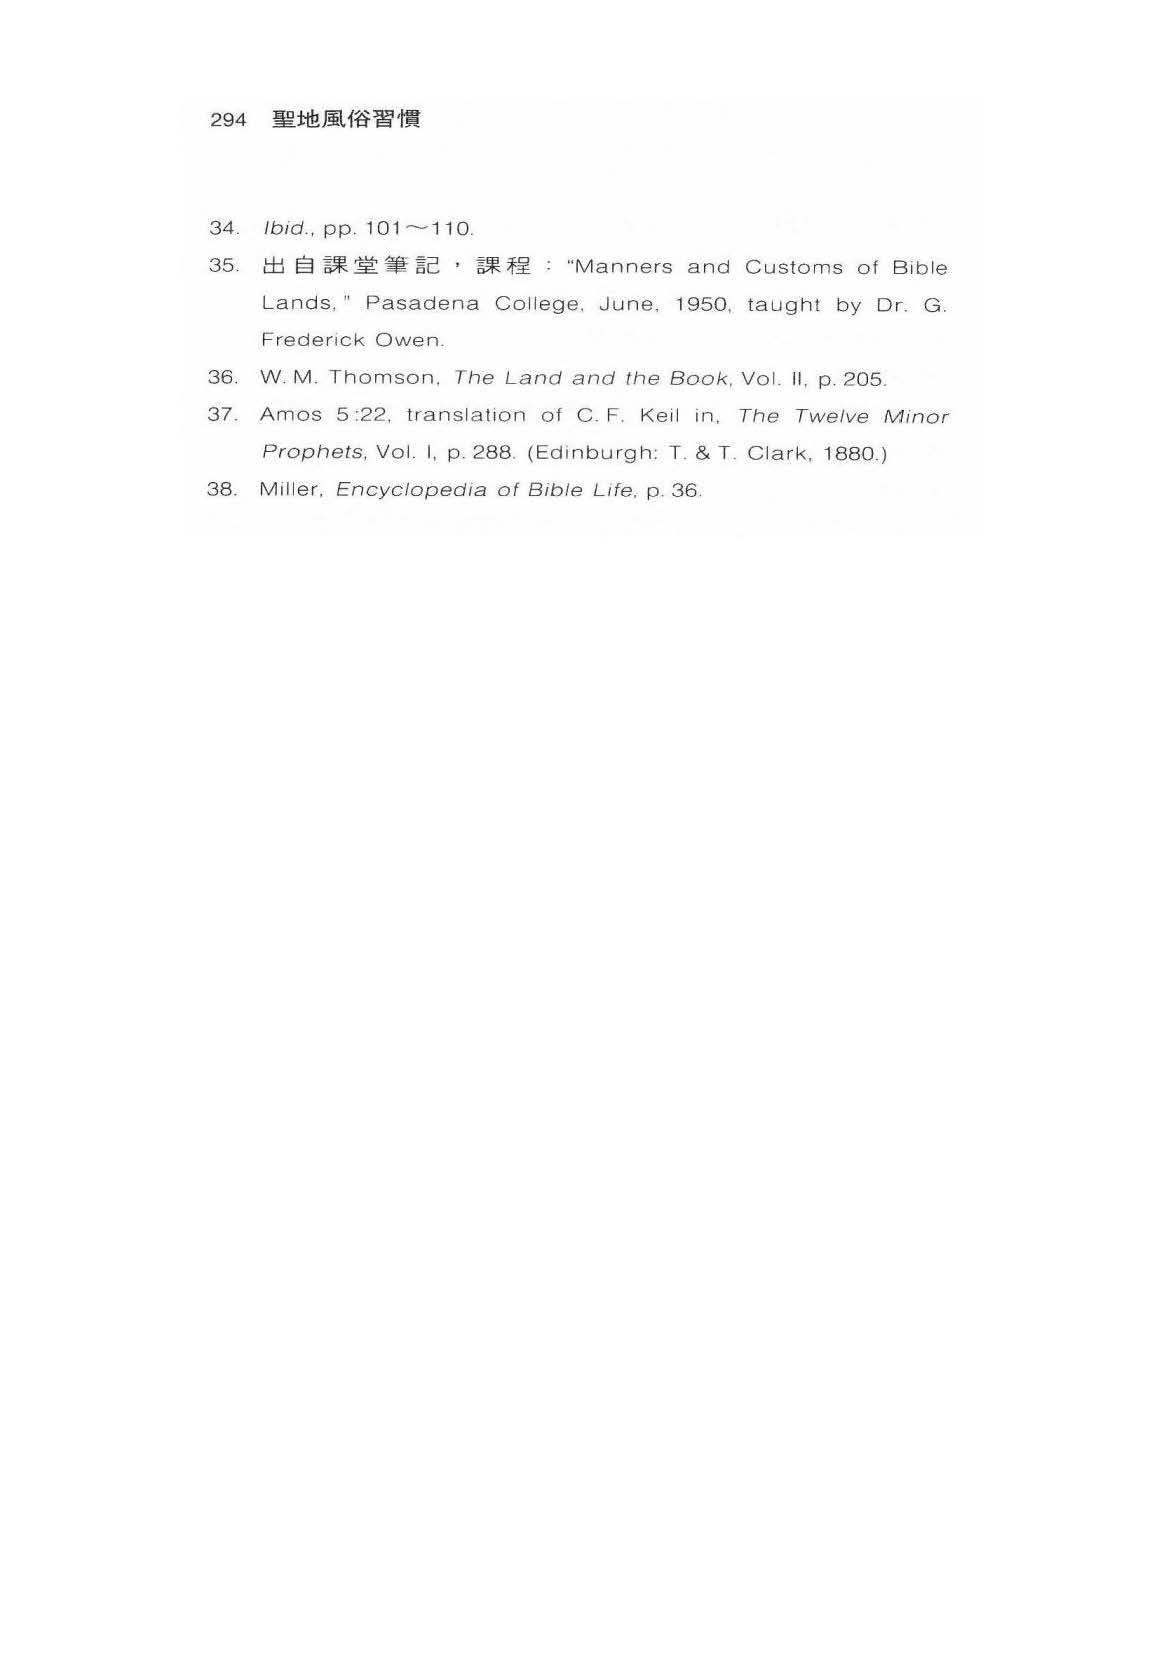 294 聖地風俗習慣
34. Ibid., pp. 101～110.
35. 出自課堂筆記，課程："Manners and Customs of Bible
Lands," Pasadena College, June, 1950, taught by Dr. G.
Frederick Owen.
36. W. M. Thomson, The Land and the Book, Vol. II, p. 205.
37. Amos 5:22, translation of C. F. Keil in, The Twelve Minor
Prophets, Vol. I, p. 288. (Edinburgh: T. & T. Clark, 1880.)
38. Miller, Encyclopedia of Bible Life, p. 36.